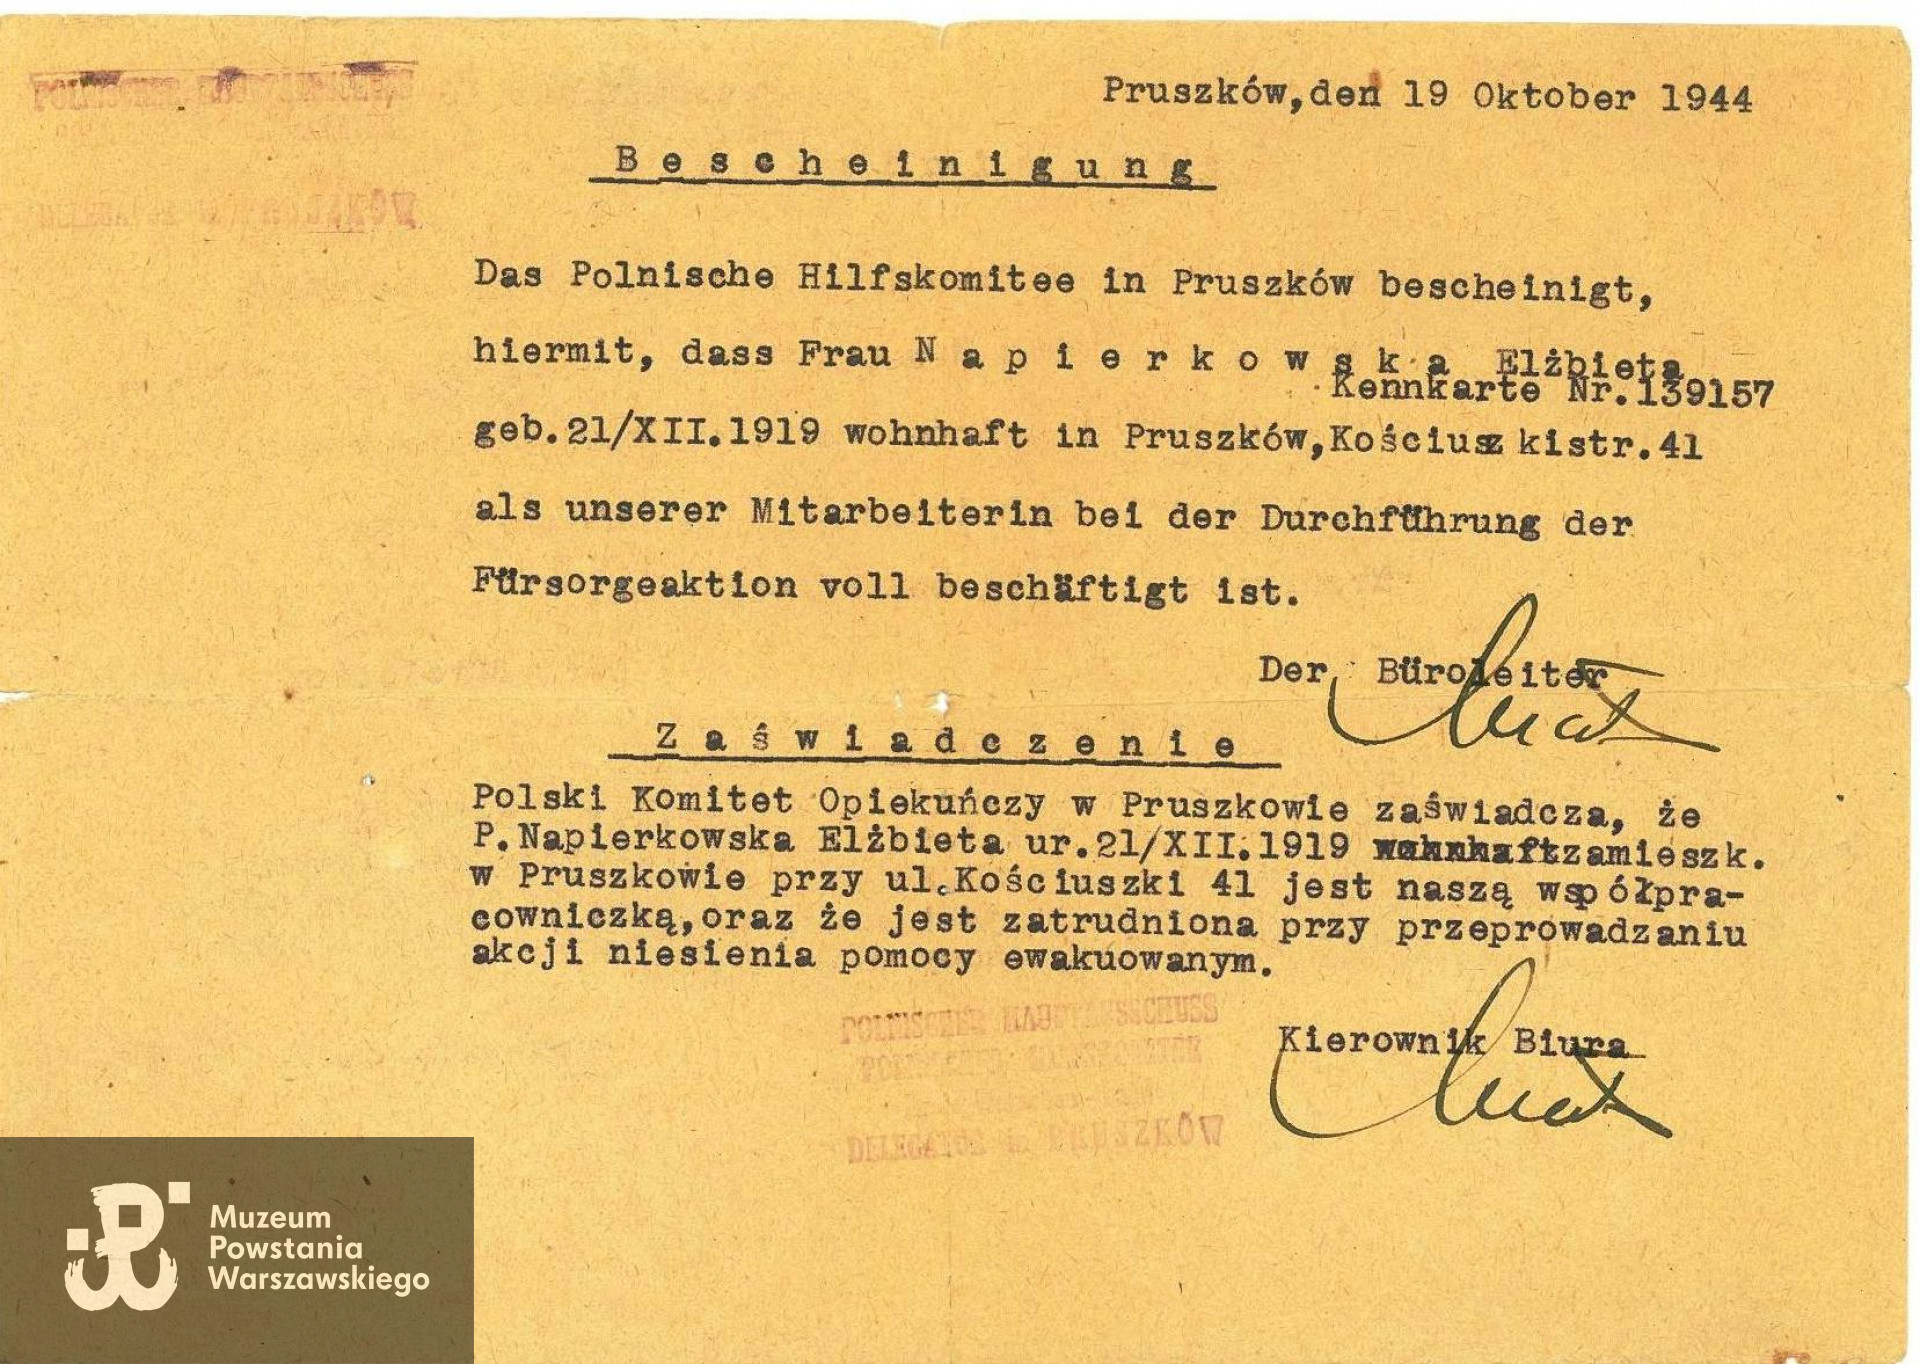 Pruszków,den 19 Oktober 1944
Bescheinigung
Das Polnische Hilfskomitee in Pruszków bescheinigt,
hiermit, dass Frau Napierkowska Elżbieta
Kennkarte Nr.139157
geb.21/XII.1919 wohnhaft in Pruszków,Kościuszkistr.41
als unserer Mitarbeiterin bei der Durchführung der
Fürsorgeaktion voll beschäftigt ist.
Der Büroleiter
Zaświadczenie
Polski Komitet Opiekuńczy w Pruszkowie zaświadcza, że
P.Napierkowska Elżbieta ur.21/XII.1919 wohnhaftzamieszk.
w Pruszkowie przy ul.Kościuszki 41 jest naszą współpra-
cowniczką,oraz że jest zatrudniona przy przeprowadzaniu
akcji niesienia pomocy ewakuowanym.
POLNISCHER HAUPTAUSSCHUSS
Kierownik Biura
DELEGATUR in PRUSZKÓW
Muzeum
Powstania
Warszawskiego